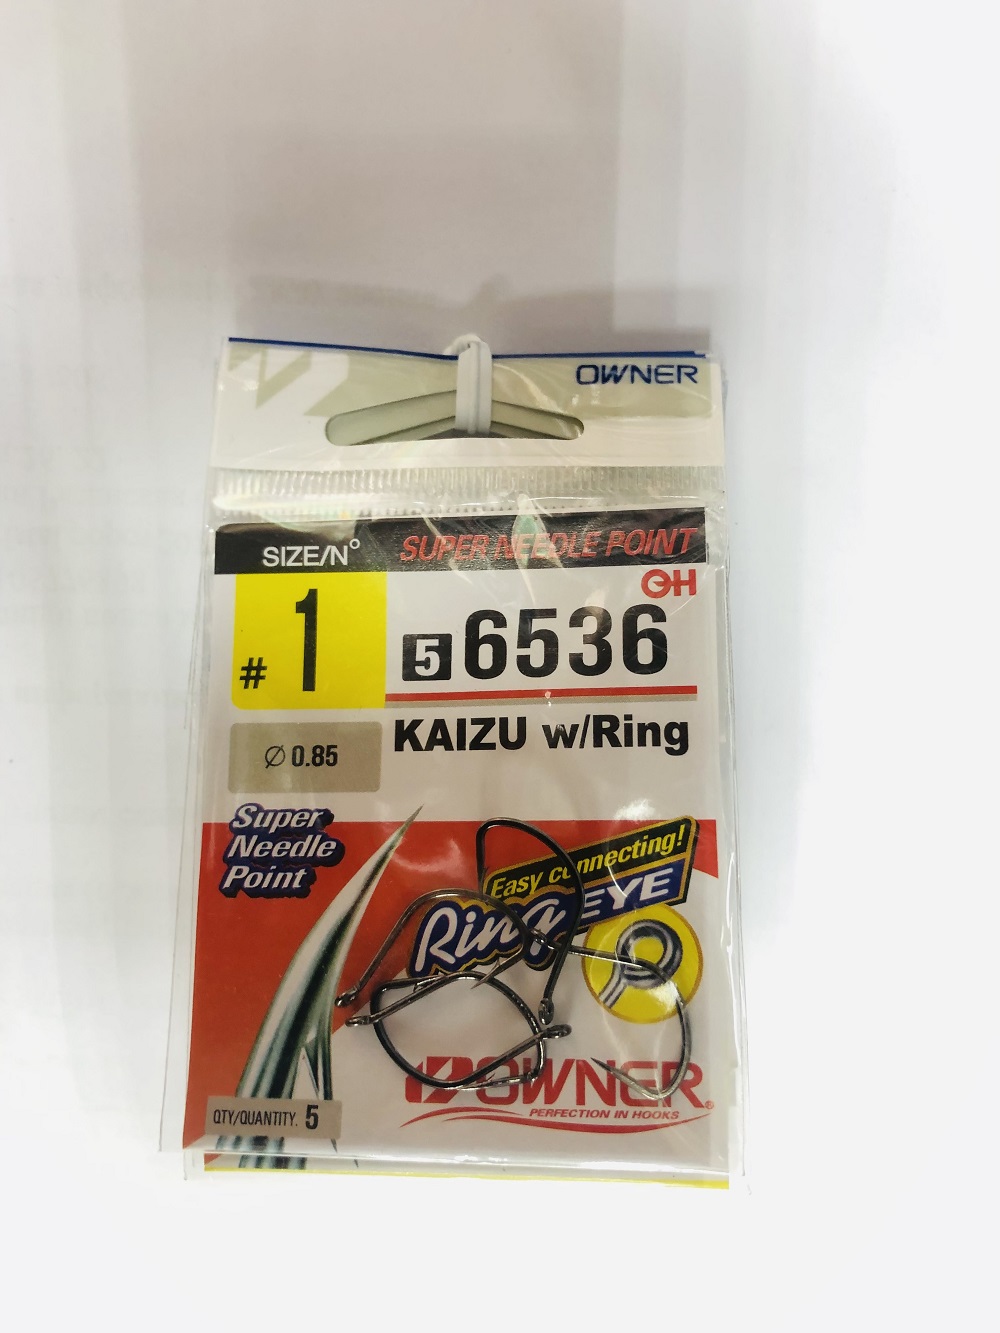 OWNER
SIZE/N°
SUPER NEEDLE POINT
OH
# 1
5 6536
KAIZU w/Ring
Ø 0.85
Super
Needle
Point
Easy connecting!
Ring EYE
OWNER®
PERFECTION IN HOOKS
QTY/QUANTITY. 5